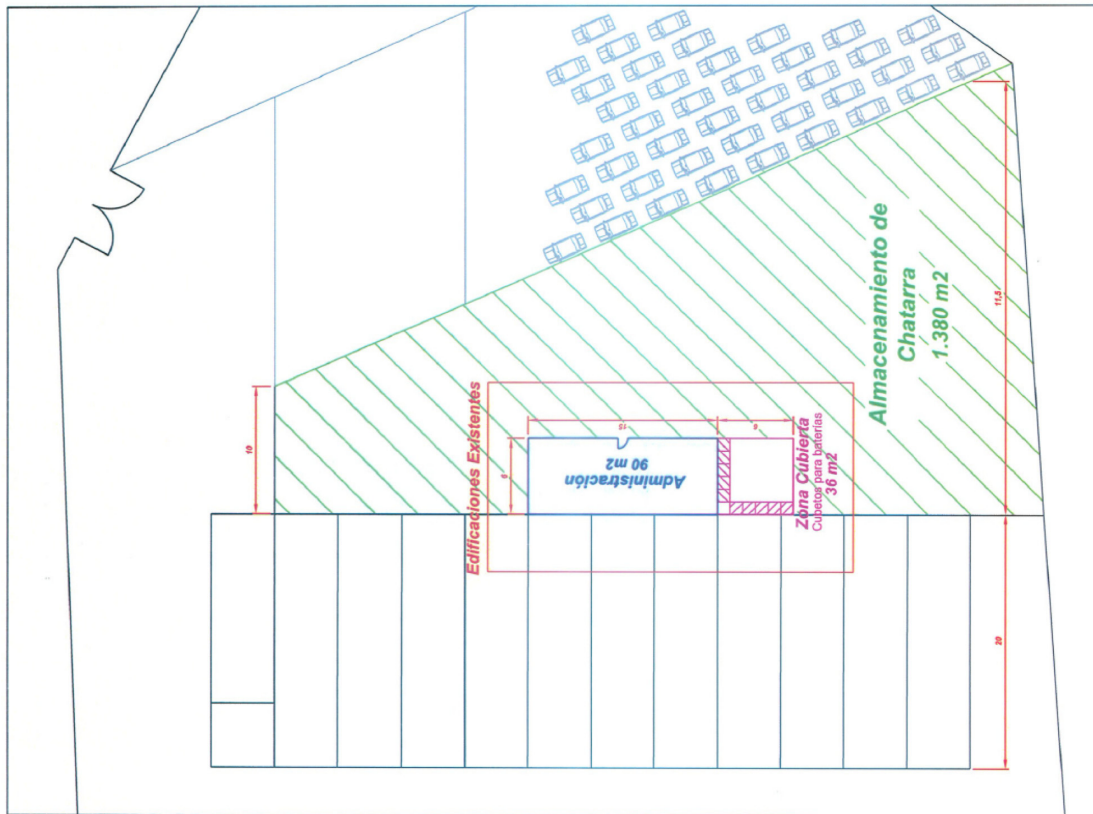 Edificaciones Existentes
Administración
90 m2
Zona Cubierta
Cubetos para baterías
36 m2
Almacenamiento de
Chatarra
1.380 m2
10
6
15
11,5
20